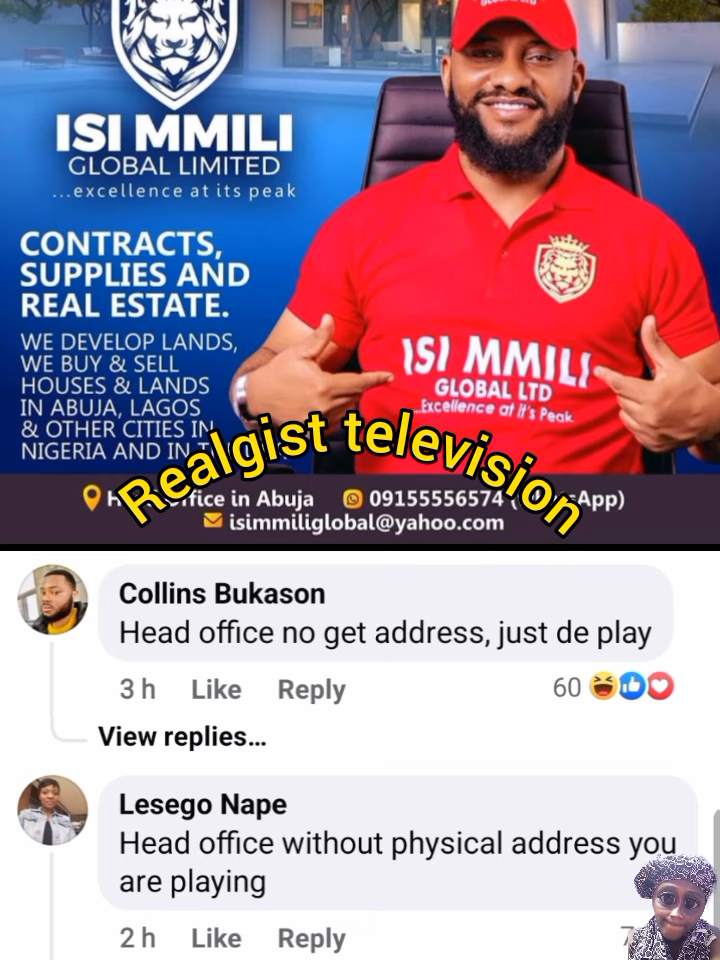 ISI MMILI
GLOBAL LIMITED
...excellence at its peak
CONTRACTS,
SUPPLIES AND
REAL ESTATE.
WE DEVELOP LANDS,
WE BUY & SELL
HOUSES & LANDS
IN ABUJA, LAGOS
& OTHER CITIES IN
NIGERIA AND IN
ISI MMILI
GLOBAL LTD
...Excellence at it's Peak
Realgist television
in Abuja 09155556574
isimmiliglobal@yahoo.com
Collins Bukason
Head office no get address, just de play
3 h Like Reply 60
View replies...
Lesego Nape
Head office without physical address you
are playing
2 h Like Reply